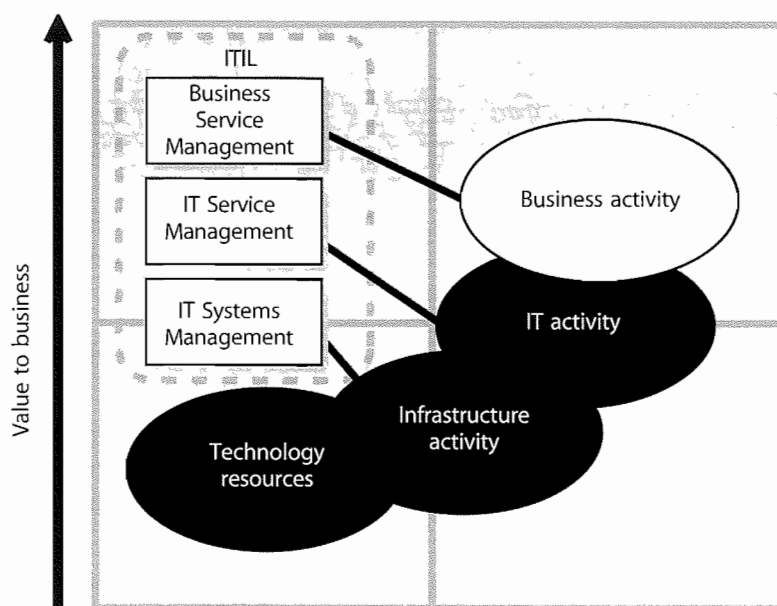 ITIL
Business
Service
Management
IT Service
Management
IT Systems
Management
Business activity
IT activity
Infrastructure
activity
Technology
resources
Value to business